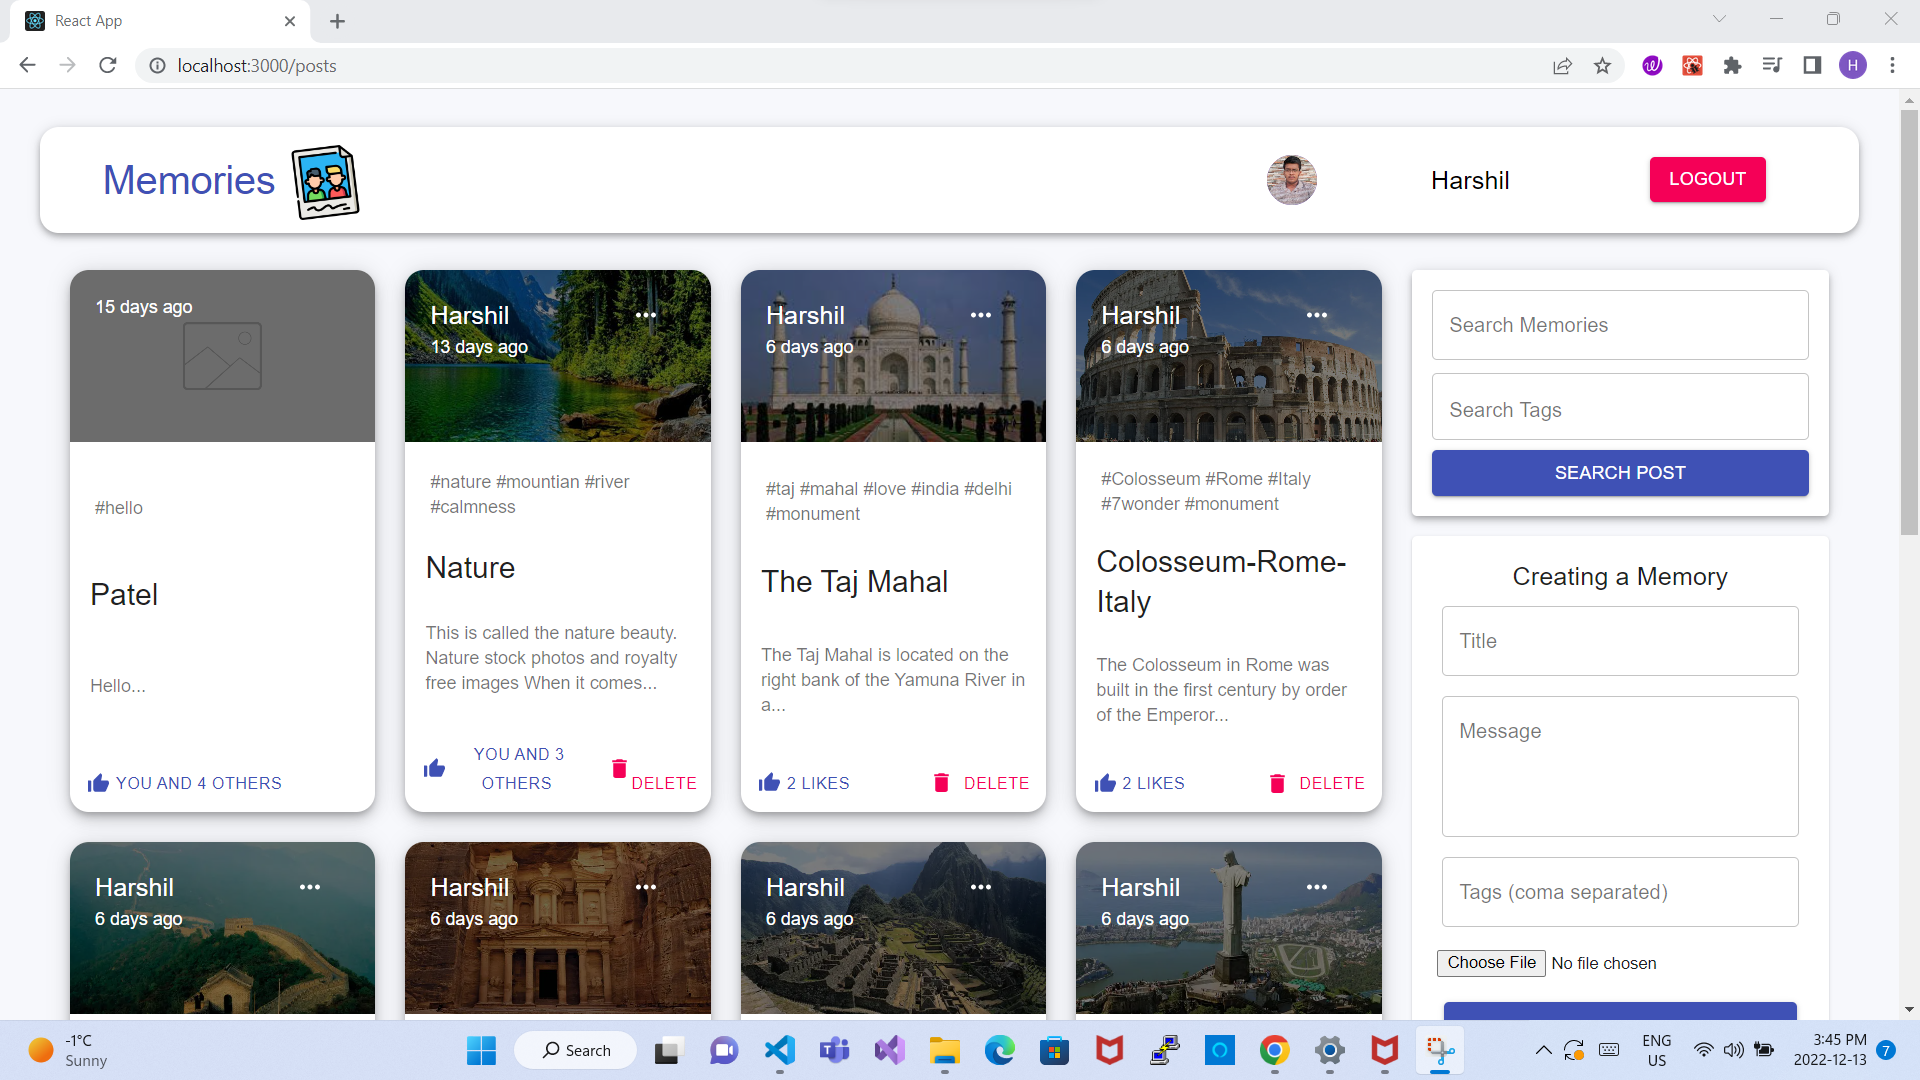 React App
localhost:3000/posts
H
Memories
Harshil
LOGOUT
15 days ago
#hello
Patel
Hello...
YOU AND 4 OTHERS
Harshil
13 days ago
#nature #mountian #river
#calmness
Nature
This is called the nature beauty.
Nature stock photos and royalty
free images When it comes...
YOU AND 3
OTHERS
DELETE
Harshil
6 days ago
#taj #mahal #love #india #delhi
#monument
The Taj Mahal
The Taj Mahal is located on the
right bank of the Yamuna River in
a...
2 LIKES
DELETE
Harshil
6 days ago
#Colosseum #Rome #Italy
#7wonder #monument
Colosseum-Rome-
Italy
The Colosseum in Rome was
built in the first century by order
of the Emperor...
2 LIKES
DELETE
Search Memories
Search Tags
SEARCH POST
Creating a Memory
Title
Message
Tags (coma separated)
Choose File No file chosen
Harshil
6 days ago
Harshil
6 days ago
Harshil
6 days ago
Harshil
6 days ago
-1°C
Sunny
Search
ENG
US
3:45 PM
2022-12-13
7